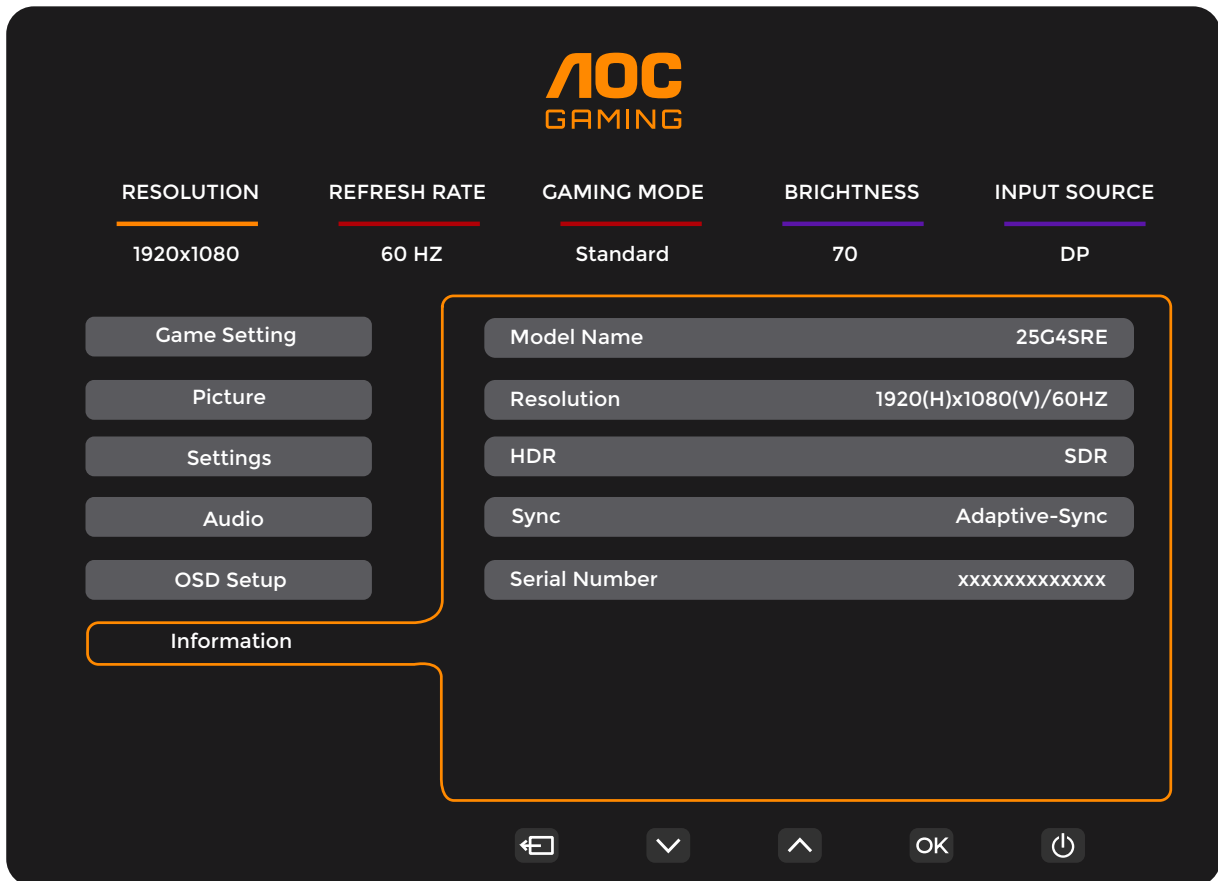 AOC
GAMING
RESOLUTION REFRESH RATE GAMING MODE BRIGHTNESS INPUT SOURCE
1920x1080 60 HZ Standard 70 DP
Game Setting Model Name 25G4SRE
Picture Resolution 1920(H)x1080(V)/60HZ
Settings HDR SDR
Audio Sync Adaptive-Sync
OSD Setup Serial Number xxxxxxxxxxxxx
Information
OK